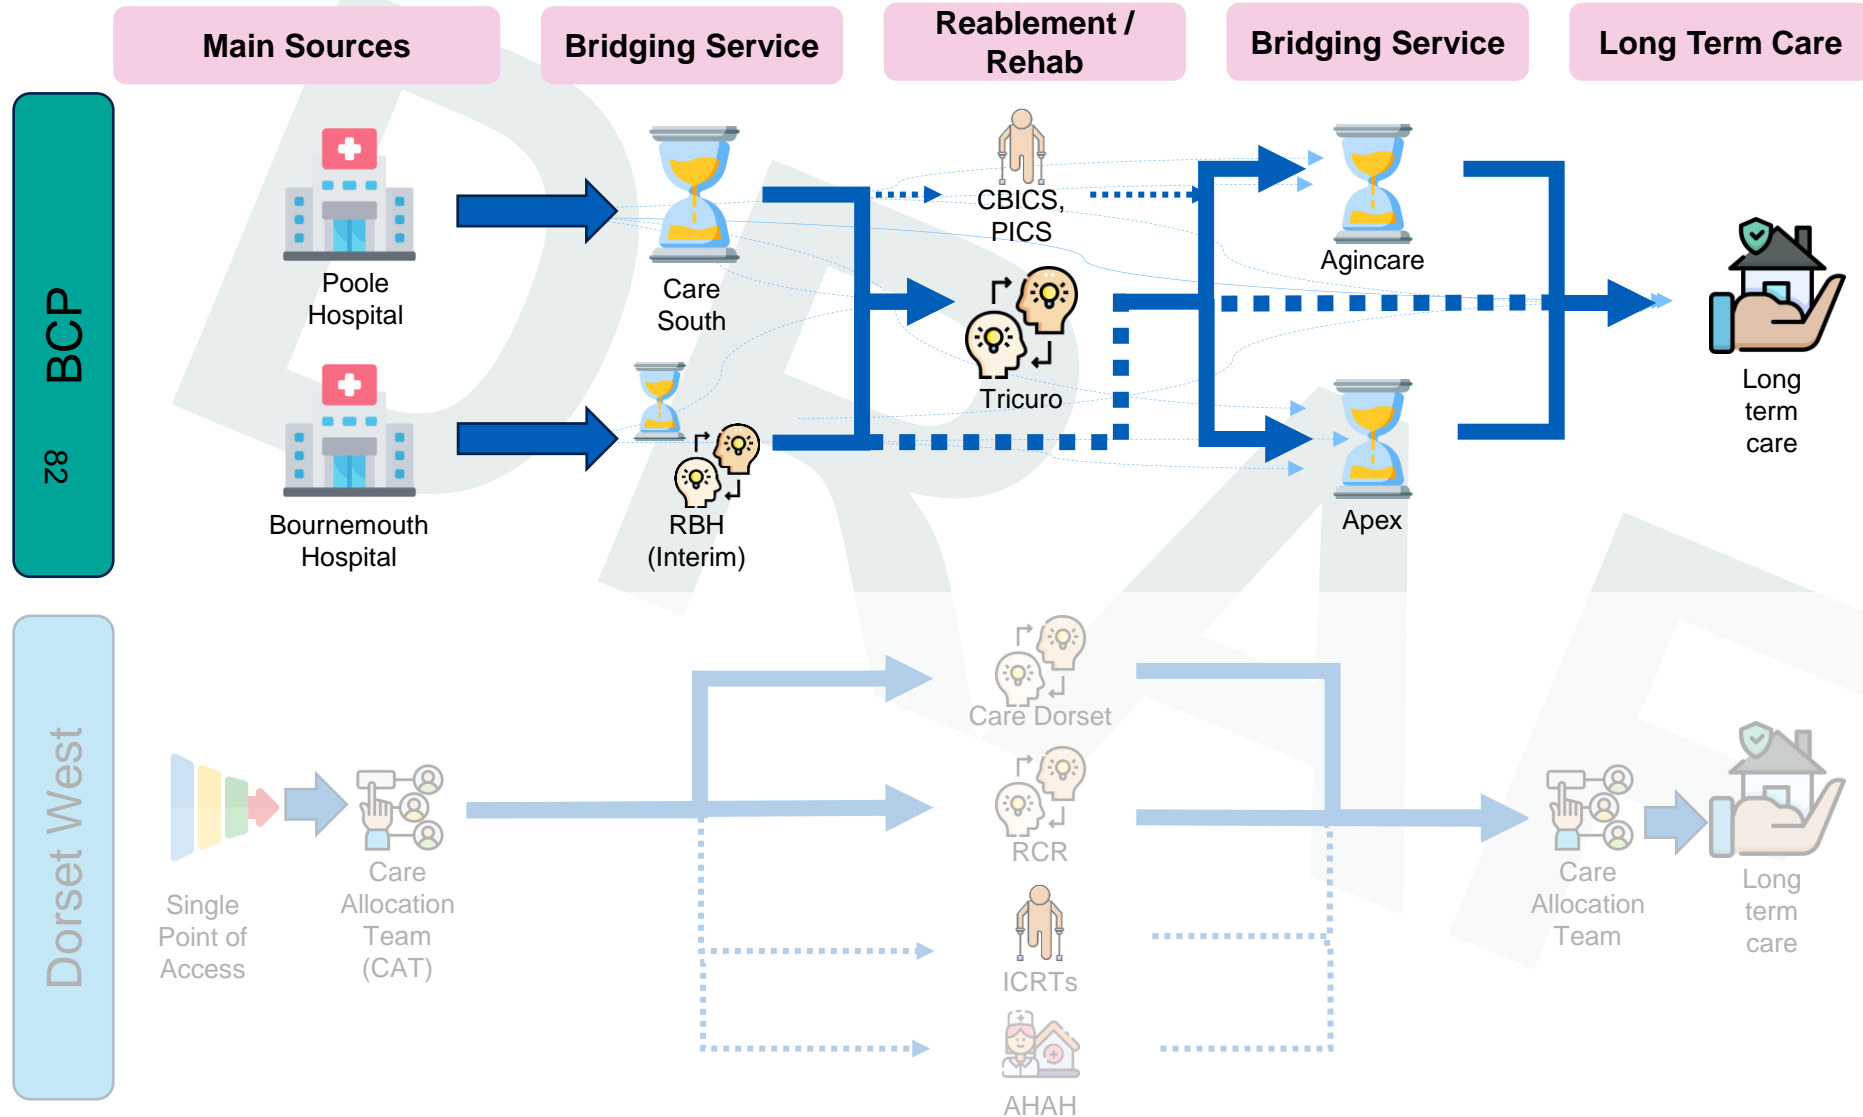 Main Sources
Bridging Service
Reablement /
Rehab
Bridging Service
Long Term Care
BCP
82
Poole
Hospital
Care
South
CBICS,
PICS
Agincare
Tricuro
Long
term
care
Bournemouth
Hospital
RBH
(Interim)
Apex
Dorset West
Single
Point of
Access
Care
Allocation
Team
(CAT)
Care Dorset
RCR
ICRTs
AHAH
Care
Allocation
Team
Long
term
care
DRAF